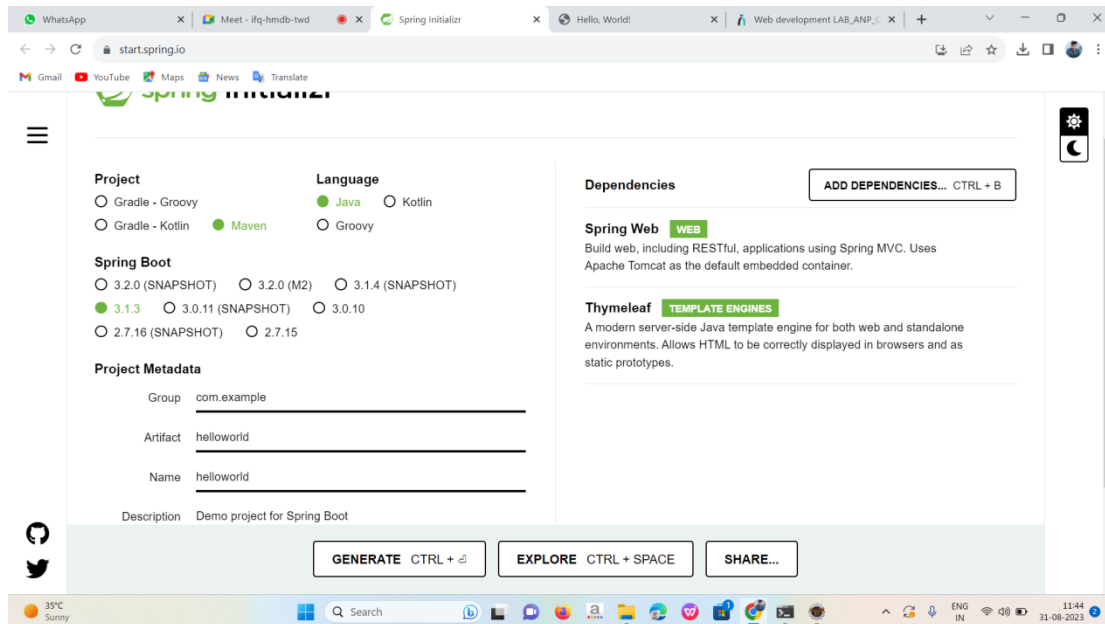 WhatsApp
Meet - ifq-hmdb-twd
Spring Initializr
Hello, World!
Web development LAB_ANP_C
start.spring.io
Gmail YouTube Maps News Translate
spring initializr
Project
Gradle - Groovy
Gradle - Kotlin Maven
Language
Java Kotlin
Groovy
Spring Boot
3.2.0 (SNAPSHOT) 3.2.0 (M2) 3.1.4 (SNAPSHOT)
3.1.3 3.0.11 (SNAPSHOT) 3.0.10
2.7.16 (SNAPSHOT) 2.7.15
Project Metadata
Group com.example
Artifact helloworld
Name helloworld
Description Demo project for Spring Boot
Dependencies
ADD DEPENDENCIES... CTRL + B
Spring Web WEB
Build web, including RESTful, applications using Spring MVC. Uses
Apache Tomcat as the default embedded container.
Thymeleaf TEMPLATE ENGINES
A modern server-side Java template engine for both web and standalone
environments. Allows HTML to be correctly displayed in browsers and as
static prototypes.
GENERATE CTRL + ⏎
EXPLORE CTRL + SPACE
SHARE...
35°C
Sunny
Search
ENG
IN
11:44
31-08-2023
2